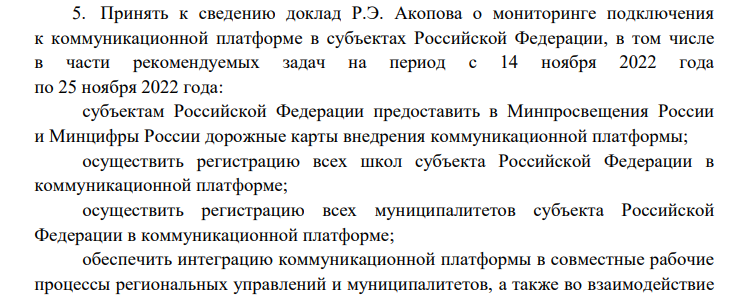 5. Принять к сведению доклад Р.Э. Акопова о мониторинге подключения
к коммуникационной платформе в субъектах Российской Федерации, в том числе
в части рекомендуемых задач на период с 14 ноября 2022 года
по 25 ноября 2022 года:
субъектам Российской Федерации предоставить в Минпросвещения России
и Минцифры России дорожные карты внедрения коммуникационной платформы;
осуществить регистрацию всех школ субъекта Российской Федерации в
коммуникационной платформе;
осуществить регистрацию всех муниципалитетов субъекта Российской
Федерации в коммуникационной платформе;
обеспечить интеграцию коммуникационной платформы в совместные рабочие
процессы региональных управлений и муниципалитетов, а также во взаимодействие